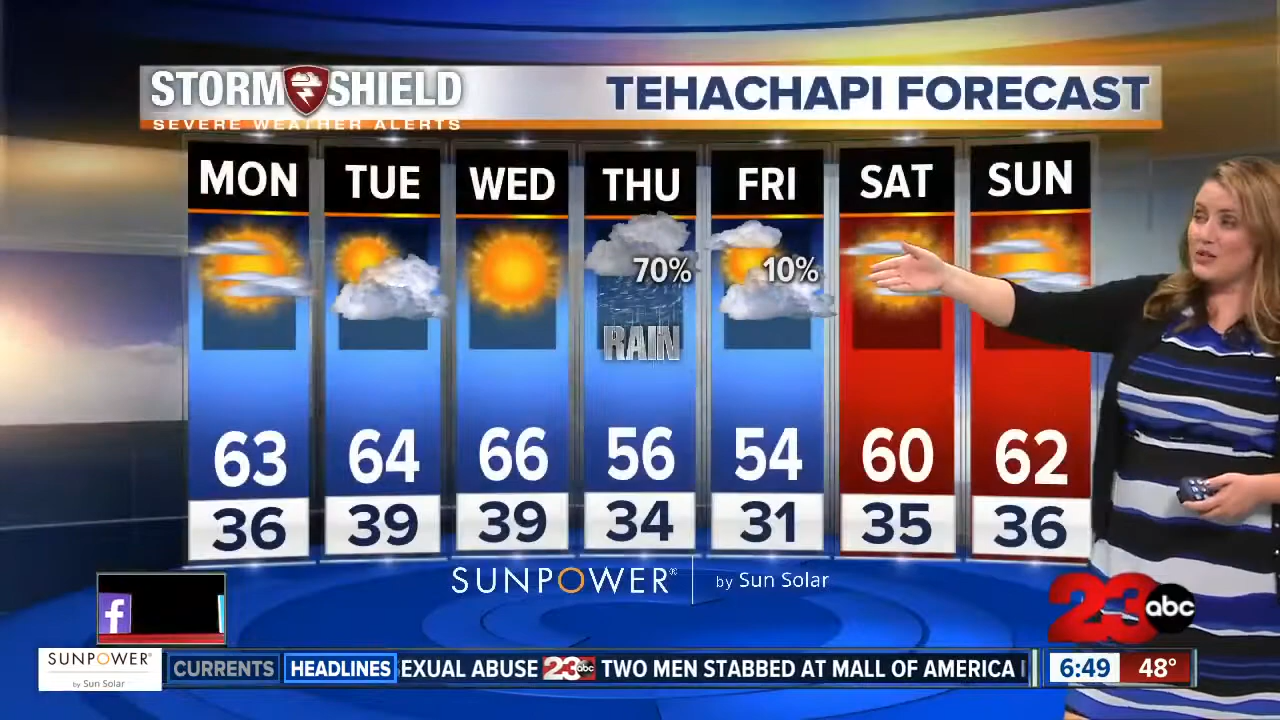 STORM SHIELD
SEVERE WEATHER ALERTS
TEHACHAPI FORECAST
MON TUE WED THU FRI SAT SUN
70% 10%
RAIN
63 64 66 56 54 60 62
36 39 39 34 31 35 36
SUNPOWER® by Sun Solar
f
23 abc
SUNPOWER®
by Sun Solar
CURRENTS HEADLINES EXUAL ABUSE 23 abc TWO MEN STABBED AT MALL OF AMERICA
6:49 48°